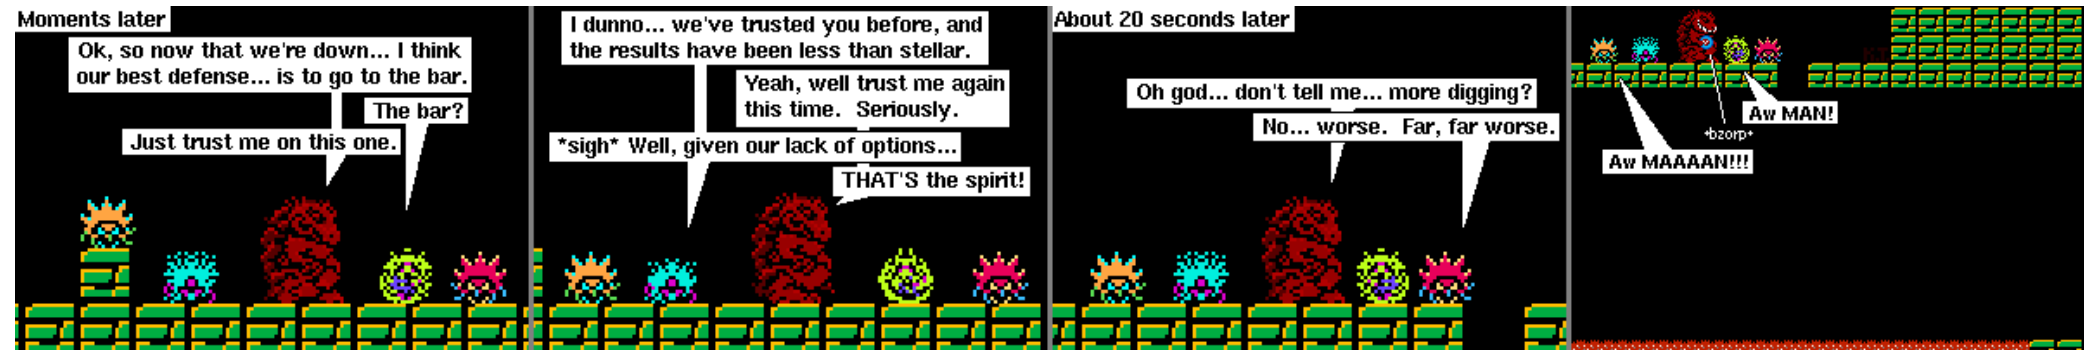 Moments later
Ok, so now that we're down... I think
our best defense... is to go to the bar.
The bar?
Just trust me on this one.
I dunno... we've trusted you before, and
the results have been less than stellar.
Yeah, well trust me again
this time. Seriously.
*sigh* Well, given our lack of options...
THAT'S the spirit!
About 20 seconds later
Oh god... don't tell me... more digging?
No... worse. Far, far worse.
Aw MAN!
*bzorp*
Aw MAAAAN!!!